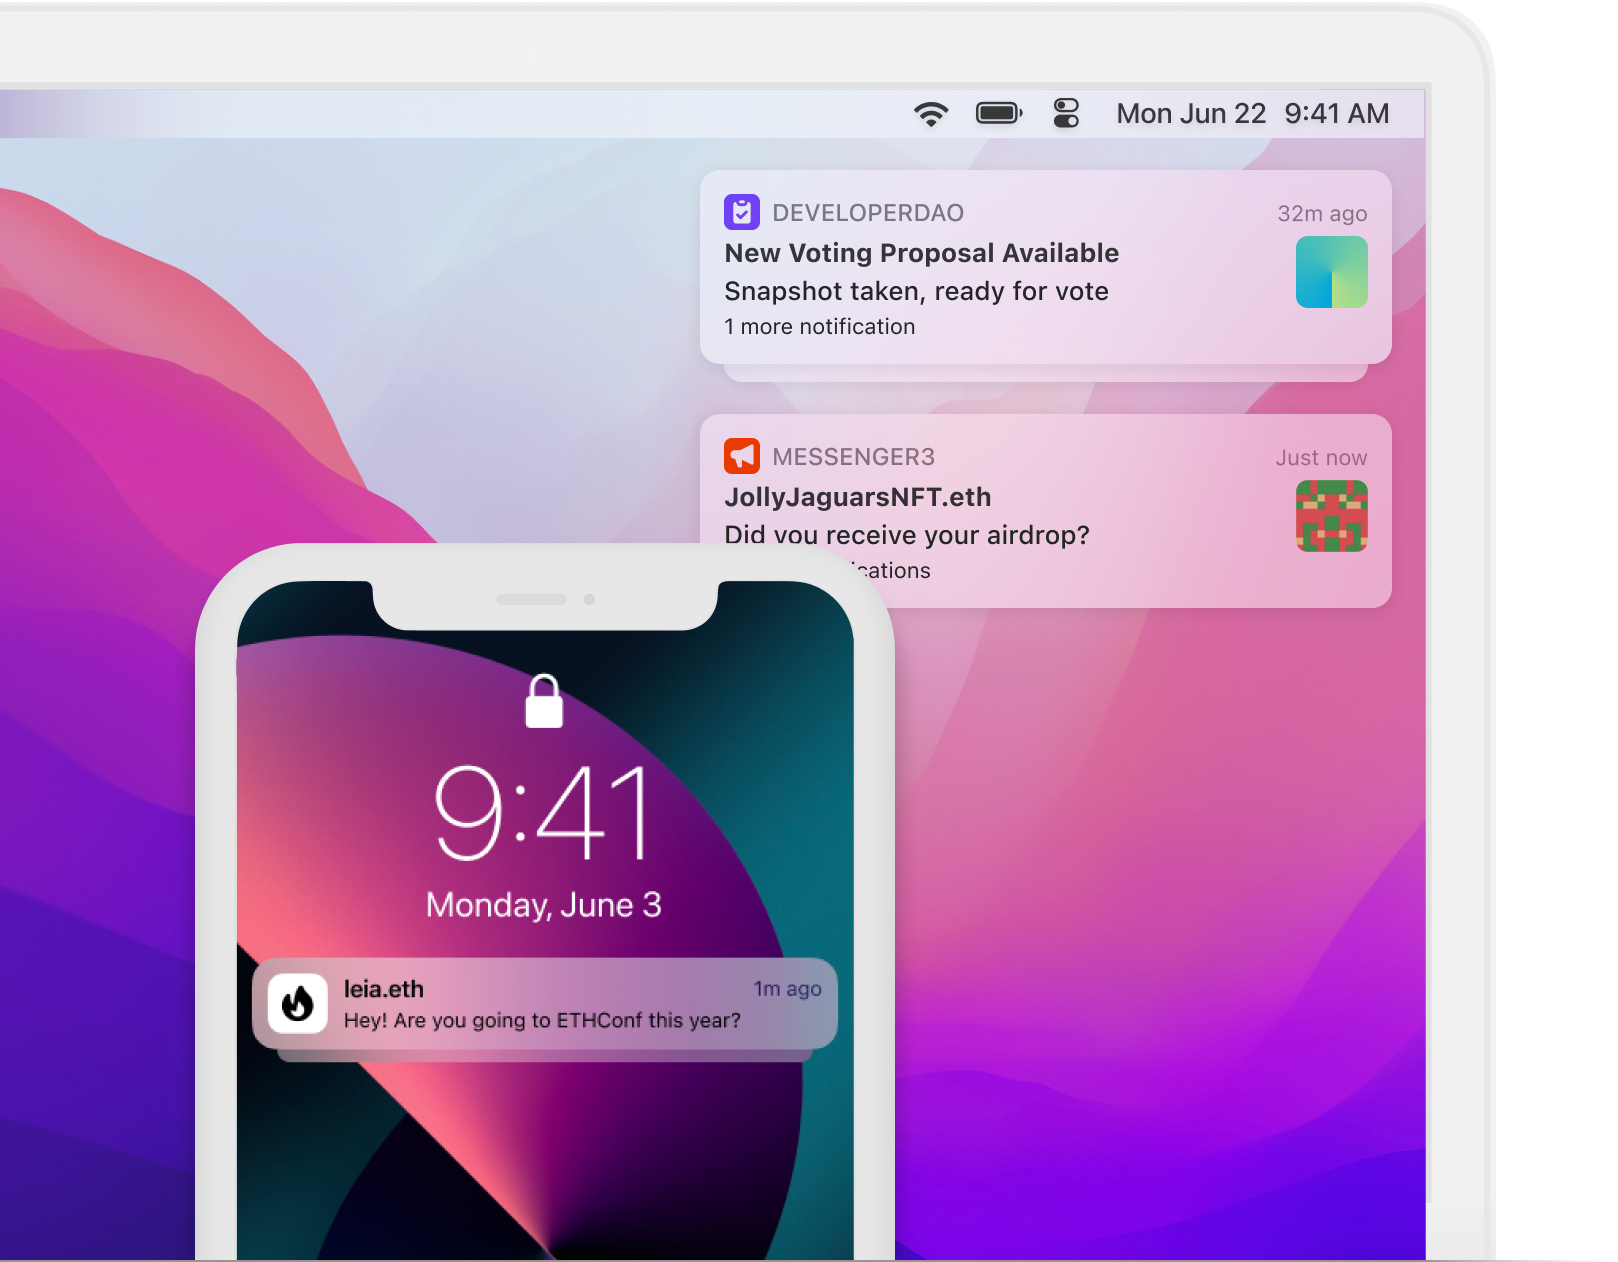 Mon Jun 22 9:41 AM
DEVELOPERDAO 32m ago
New Voting Proposal Available
Snapshot taken, ready for vote
1 more notification
MESSENGER3 Just now
JollyJaguarsNFT.eth
Did you receive your airdrop?
ications
9:41
Monday, June 3
leia.eth 1m ago
Hey! Are you going to ETHConf this year?